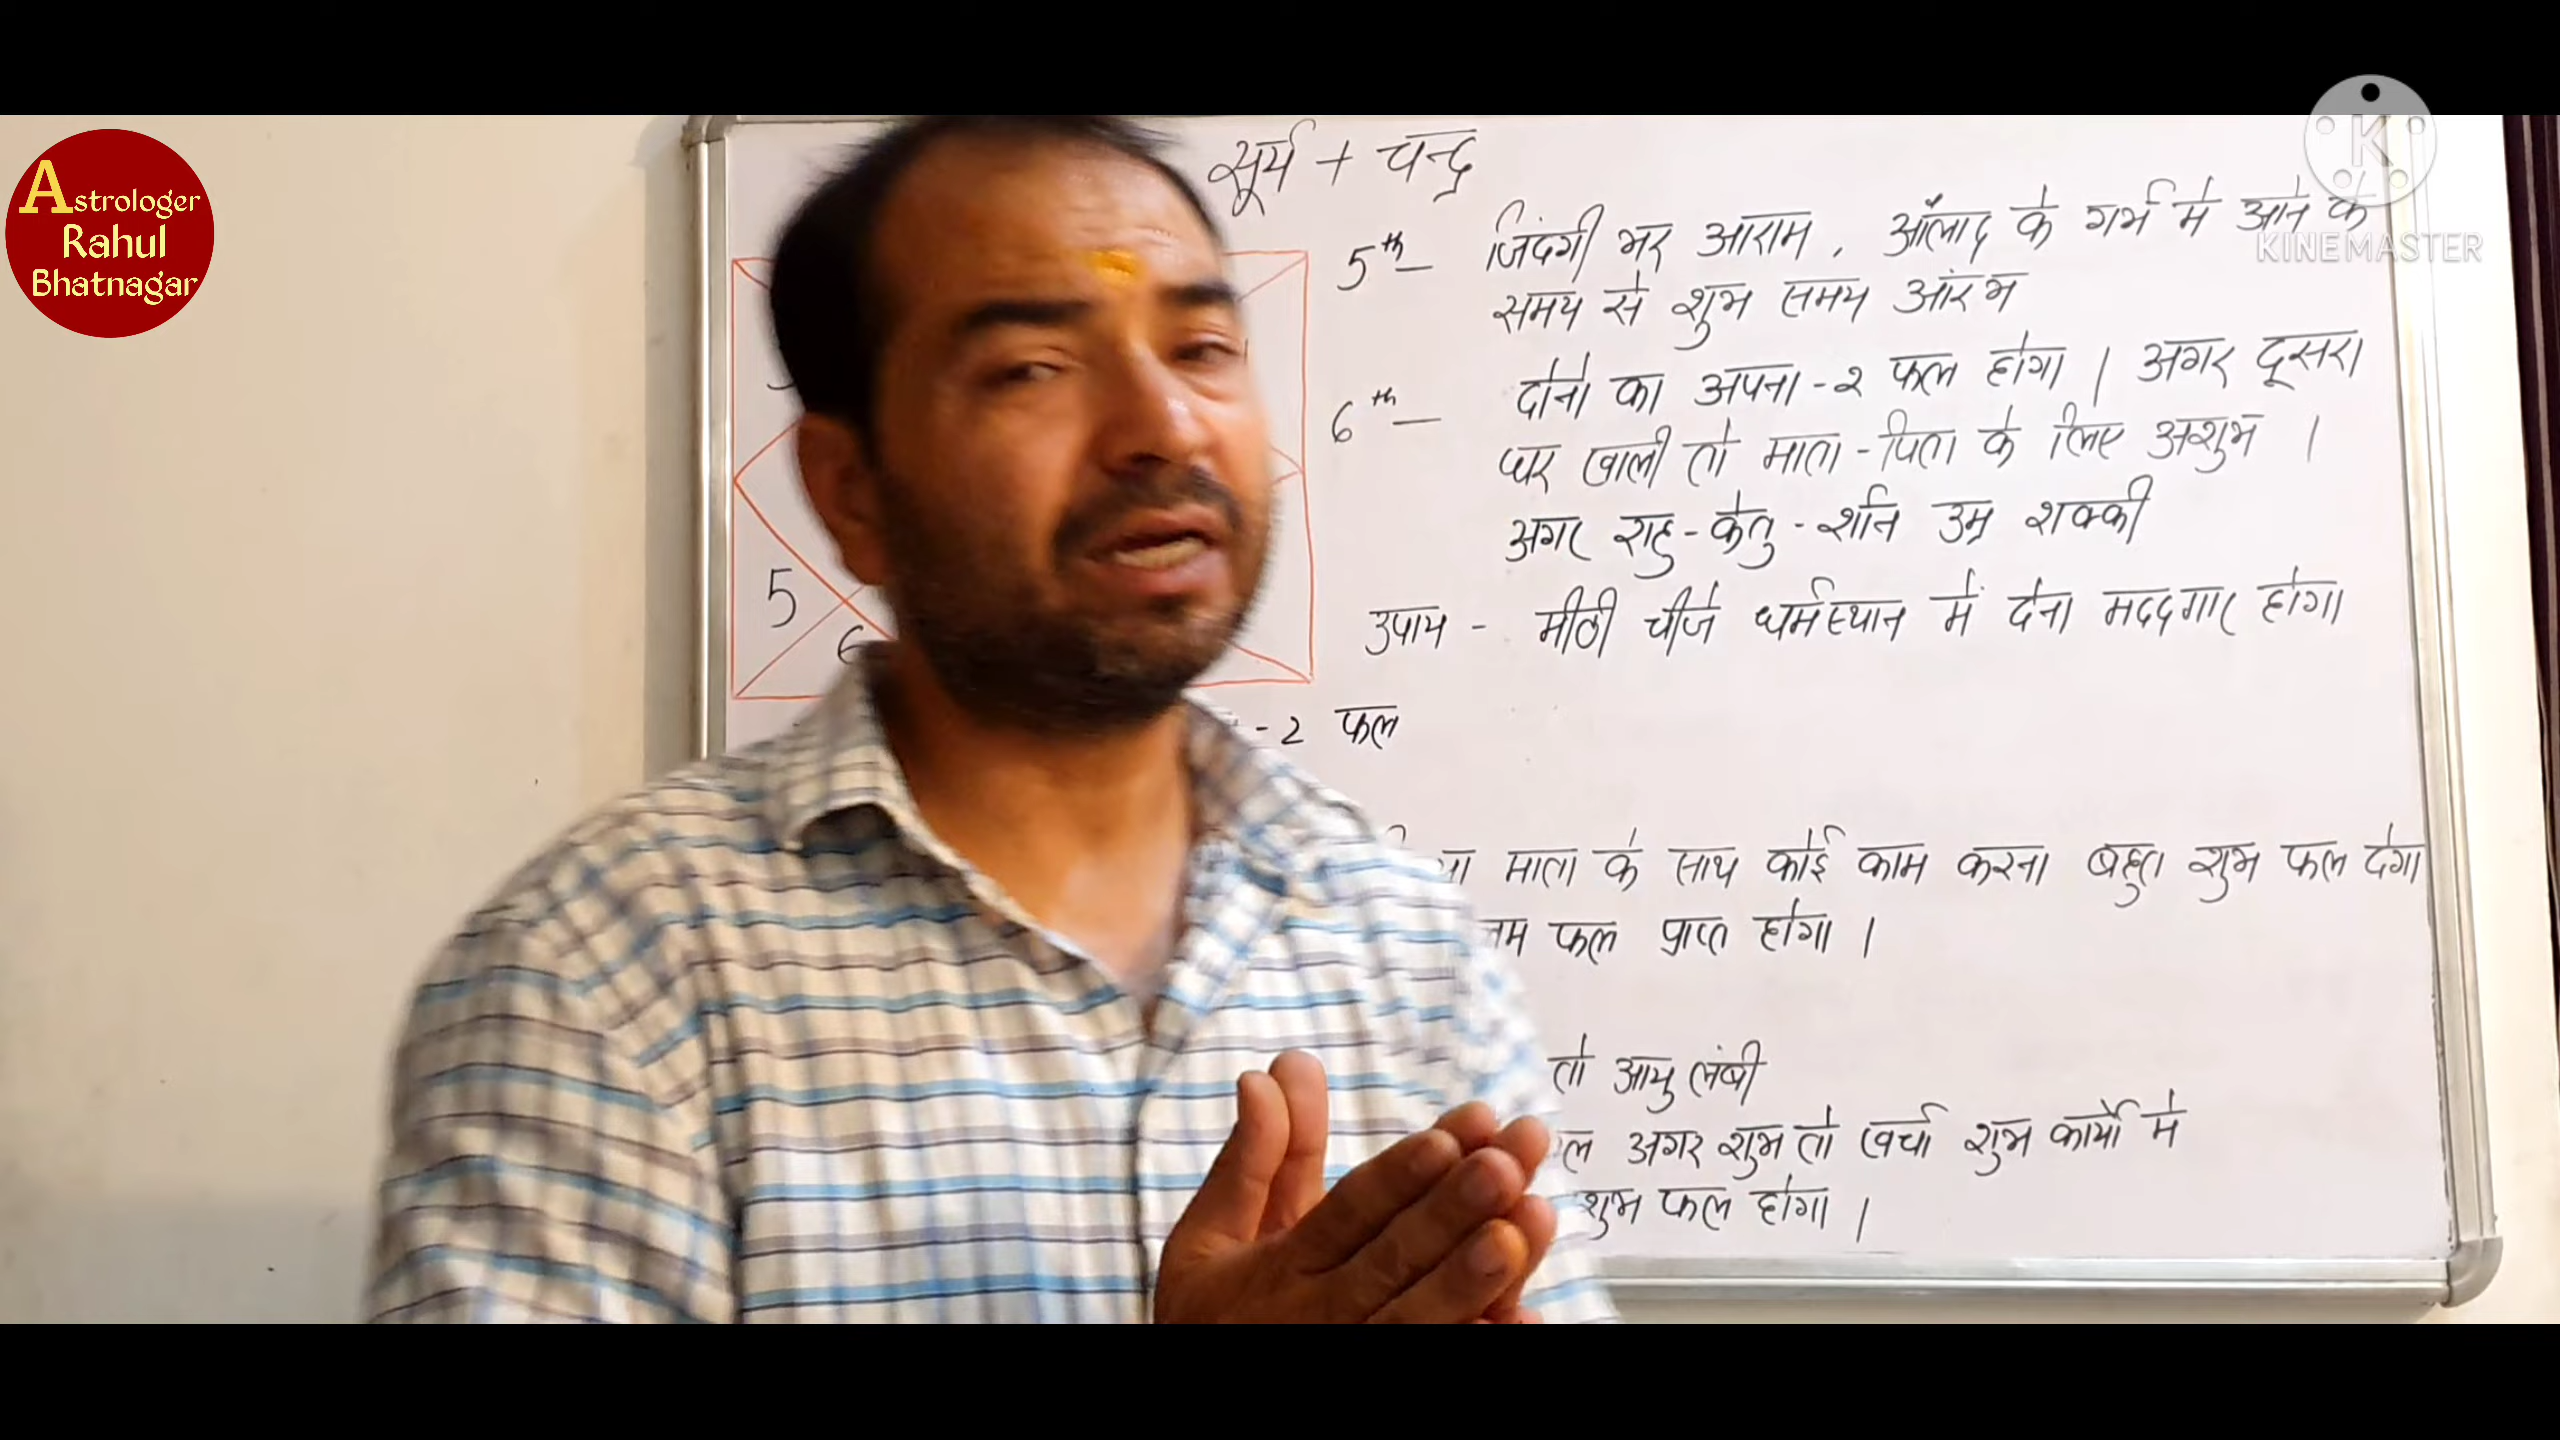 Astrologer
Rahul
Bhatnagar
KINEMASTER
सूर्य + चन्द्र
5th - जिंदगी भर आराम, औलाद के गर्भ मे आने के
समय से शुभ समय आरंभ
6th - दोनो का अपना-२ फल होगा । अगर दूसरा
घर खाली तो माता-पिता के लिए अशुभ ।
अगर राहु-केतु-शनि उम्र शक्की
उपाय - मीठी चीजे धर्मस्थान में देना मददगार होगा
5
6
-2 फल
माता के साथ कोई काम करना बहुत शुभ फल देगा
फल प्राप्त होगा ।
तो आयु लंबी
अगर शुभ तो खर्चा शुभ कार्यो मे
शुभ फल होगा ।